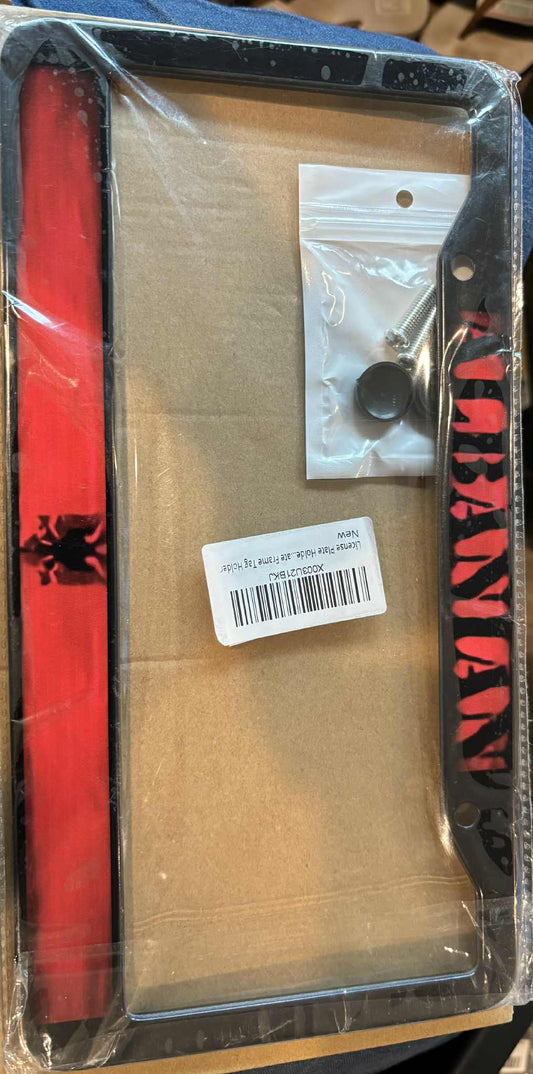 ALBANIAN
X003U21BKJ
License Plate Holde...ate Frame Tag Holder
New